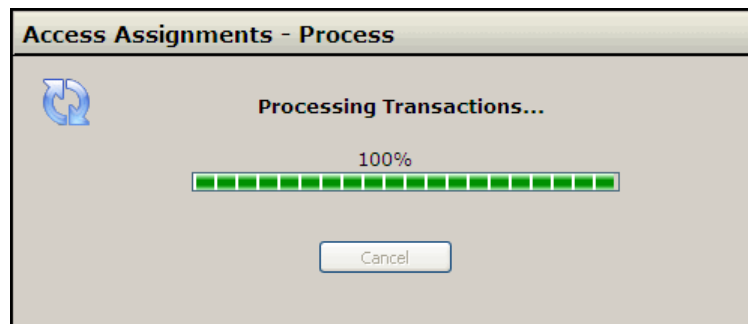 Access Assignments - Process
Processing Transactions...
100%
Cancel